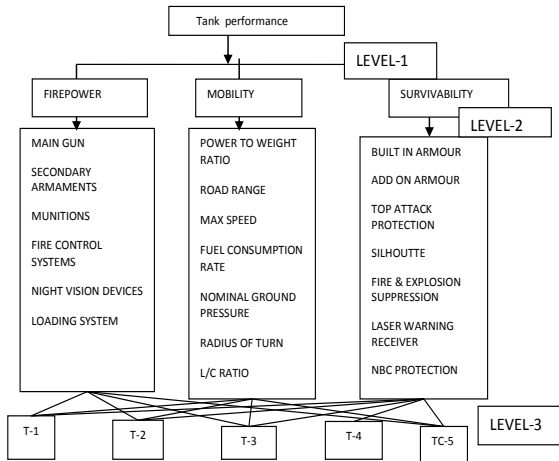 Tank performance
LEVEL-1
FIREPOWER
MOBILITY
SURVIVABILITY
LEVEL-2
MAIN GUN
SECONDARY
ARMAMENTS
MUNITIONS
FIRE CONTROL
SYSTEMS
NIGHT VISION DEVICES
LOADING SYSTEM
POWER TO WEIGHT
RATIO
ROAD RANGE
MAX SPEED
FUEL CONSUMPTION
RATE
NOMINAL GROUND
PRESSURE
RADIUS OF TURN
L/C RATIO
BUILT IN ARMOUR
ADD ON ARMOUR
TOP ATTACK
PROTECTION
SILHOUTTE
FIRE & EXPLOSION
SUPPRESSION
LASER WARNING
RECEIVER
NBC PROTECTION
LEVEL-3
T-1
T-2
T-3
T-4
TC-5